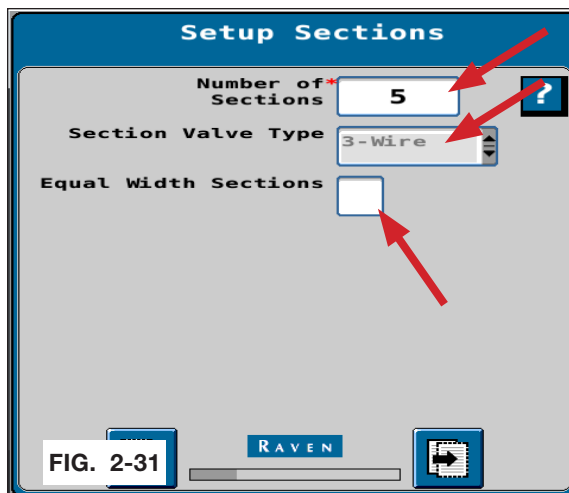 Setup Sections
Number of*
Sections
5
?
Section Valve Type
3-Wire
Equal Width Sections
FIG. 2-31
RAVEN